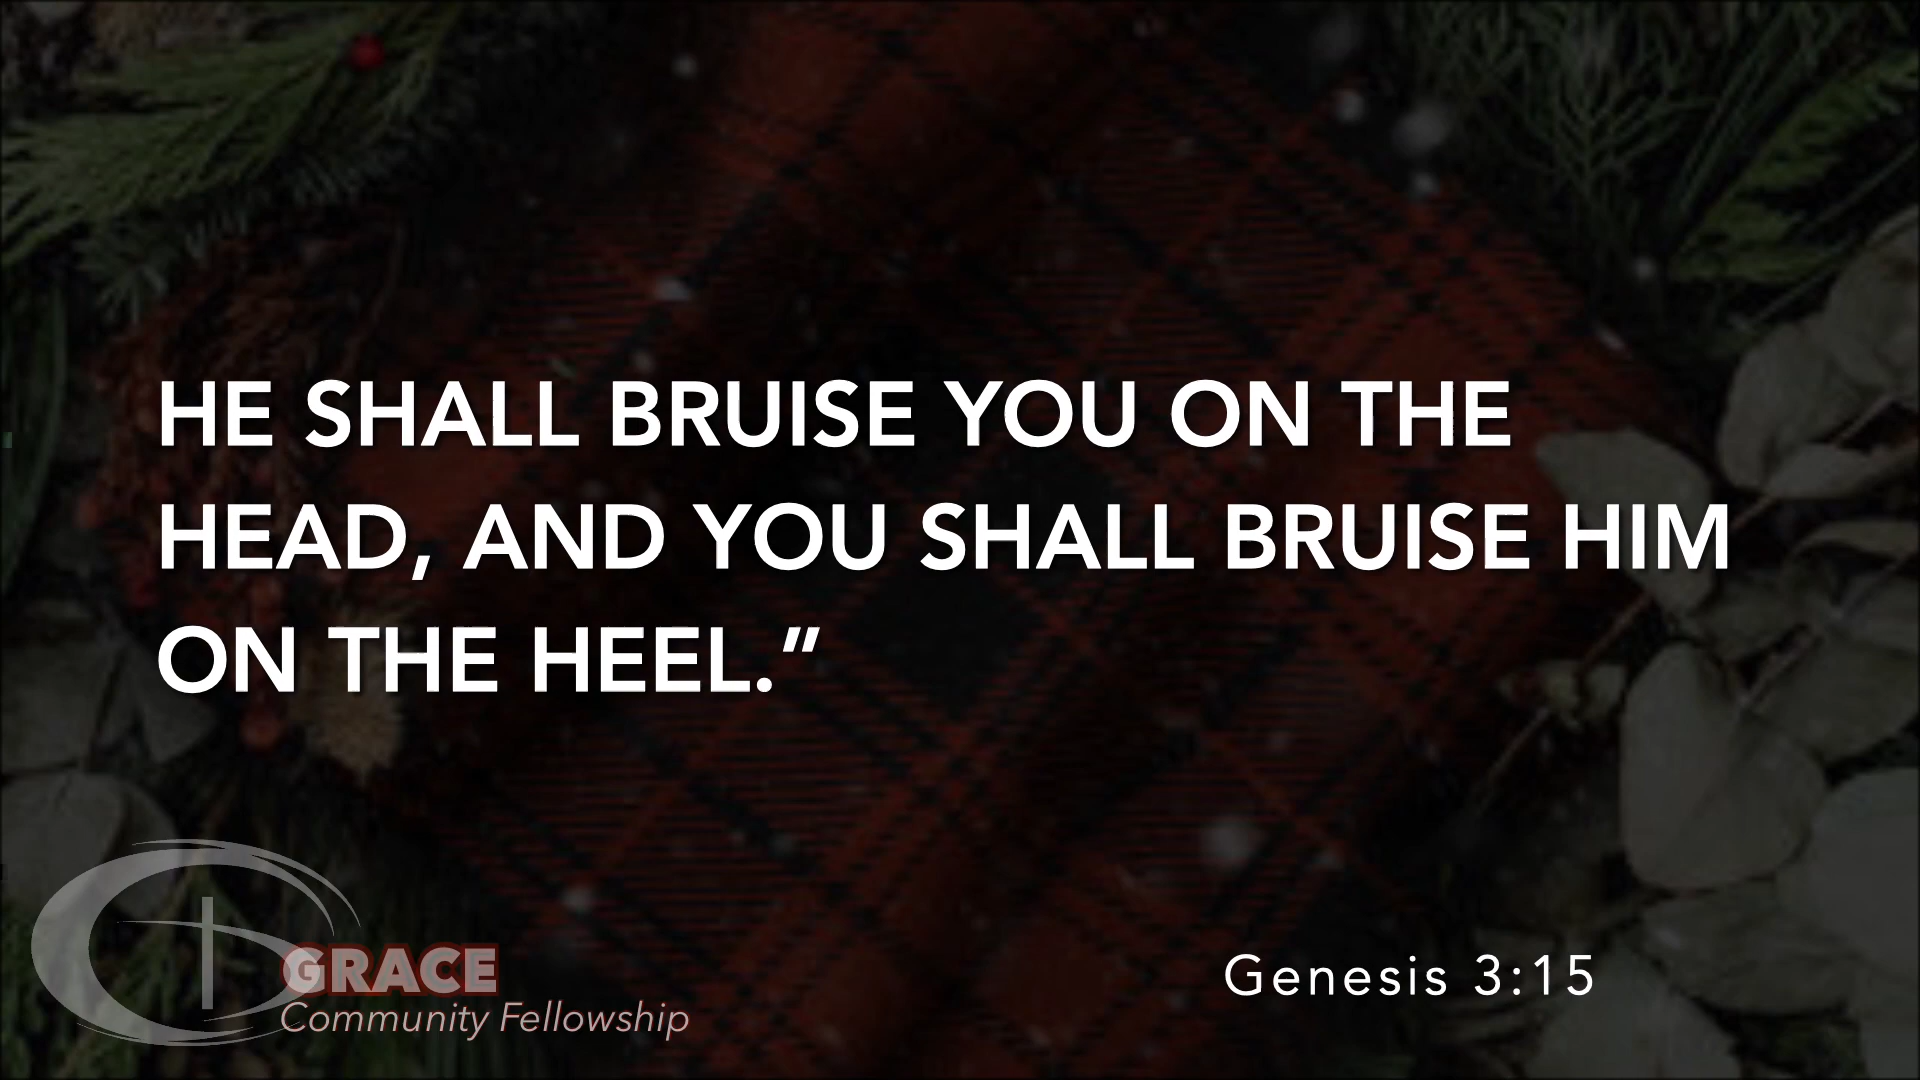 HE SHALL BRUISE YOU ON THE
HEAD, AND YOU SHALL BRUISE HIM
ON THE HEEL.”
Genesis 3:15
GRACE
Community Fellowship